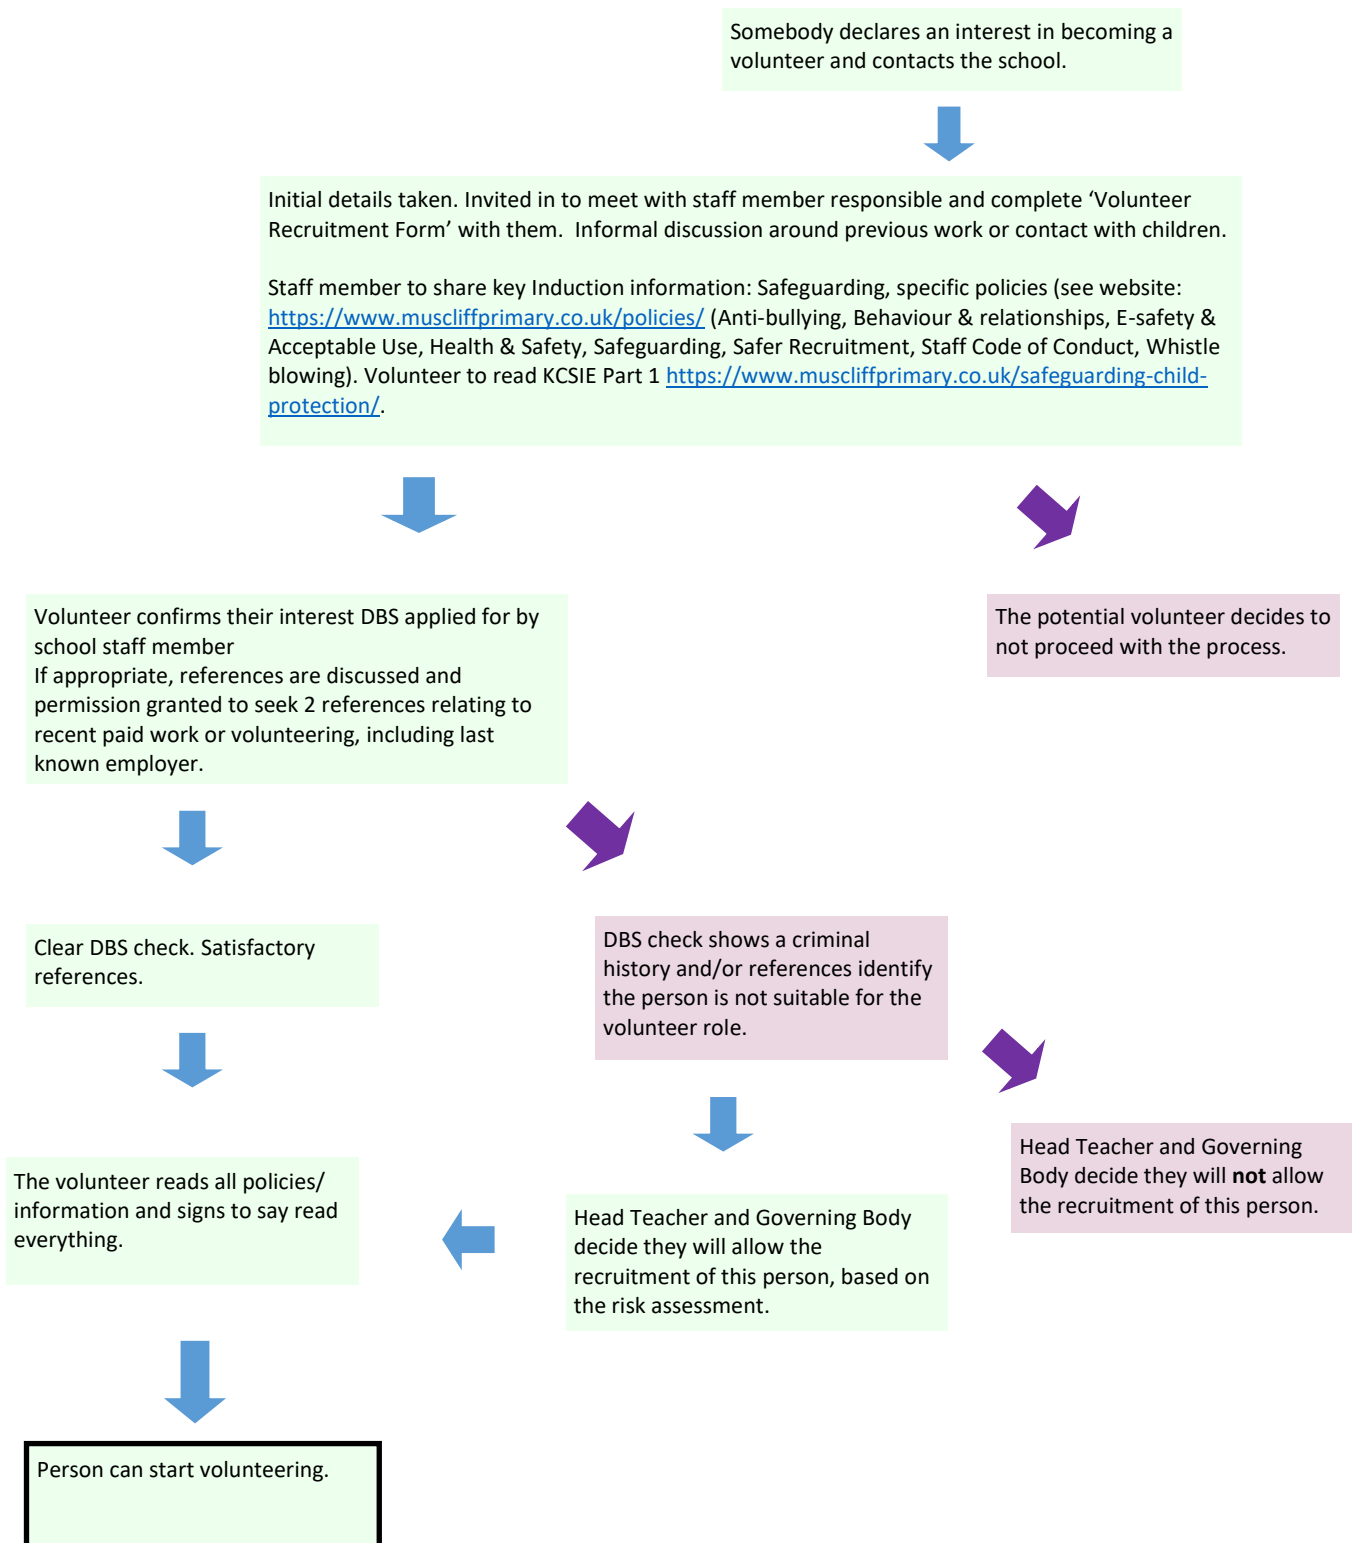 Somebody declares an interest in becoming a
volunteer and contacts the school.
Initial details taken. Invited in to meet with staff member responsible and complete ‘Volunteer
Recruitment Form’ with them.  Informal discussion around previous work or contact with children.
Staff member to share key Induction information: Safeguarding, specific policies (see website:
https://www.muscliffprimary.co.uk/policies/ (Anti-bullying, Behaviour & relationships, E-safety &
Acceptable Use, Health & Safety, Safeguarding, Safer Recruitment, Staff Code of Conduct, Whistle
blowing). Volunteer to read KCSIE Part 1 https://www.muscliffprimary.co.uk/safeguarding-child-
protection/.
Volunteer confirms their interest DBS applied for by
school staff member
If appropriate, references are discussed and
permission granted to seek 2 references relating to
recent paid work or volunteering, including last
known employer.
The potential volunteer decides to
not proceed with the process.
Clear DBS check. Satisfactory
references.
DBS check shows a criminal
history and/or references identify
the person is not suitable for the
volunteer role.
Head Teacher and Governing
Body decide they will not allow
the recruitment of this person.
The volunteer reads all policies/
information and signs to say read
everything.
Head Teacher and Governing Body
decide they will allow the
recruitment of this person, based on
the risk assessment.
Person can start volunteering.